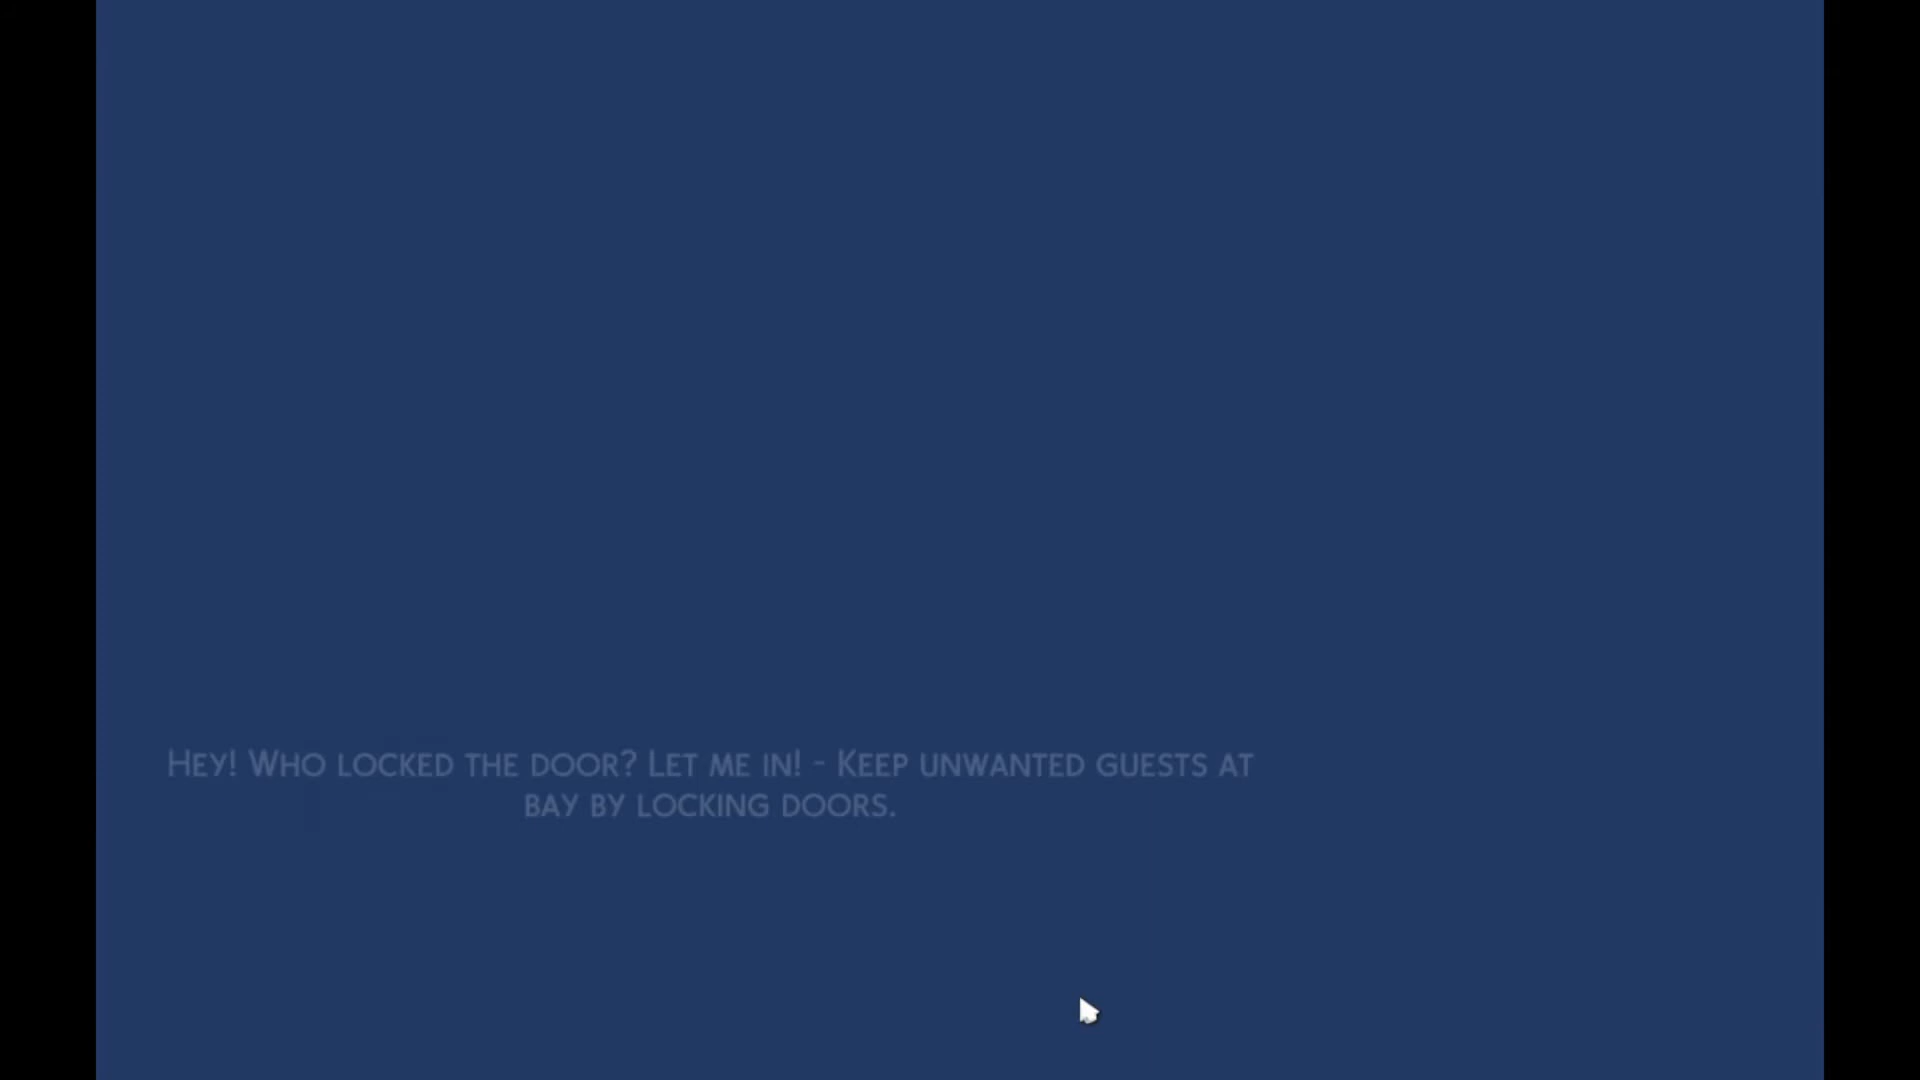 Hey! Who locked the door? Let me in! - Keep unwanted guests at
bay by locking doors.